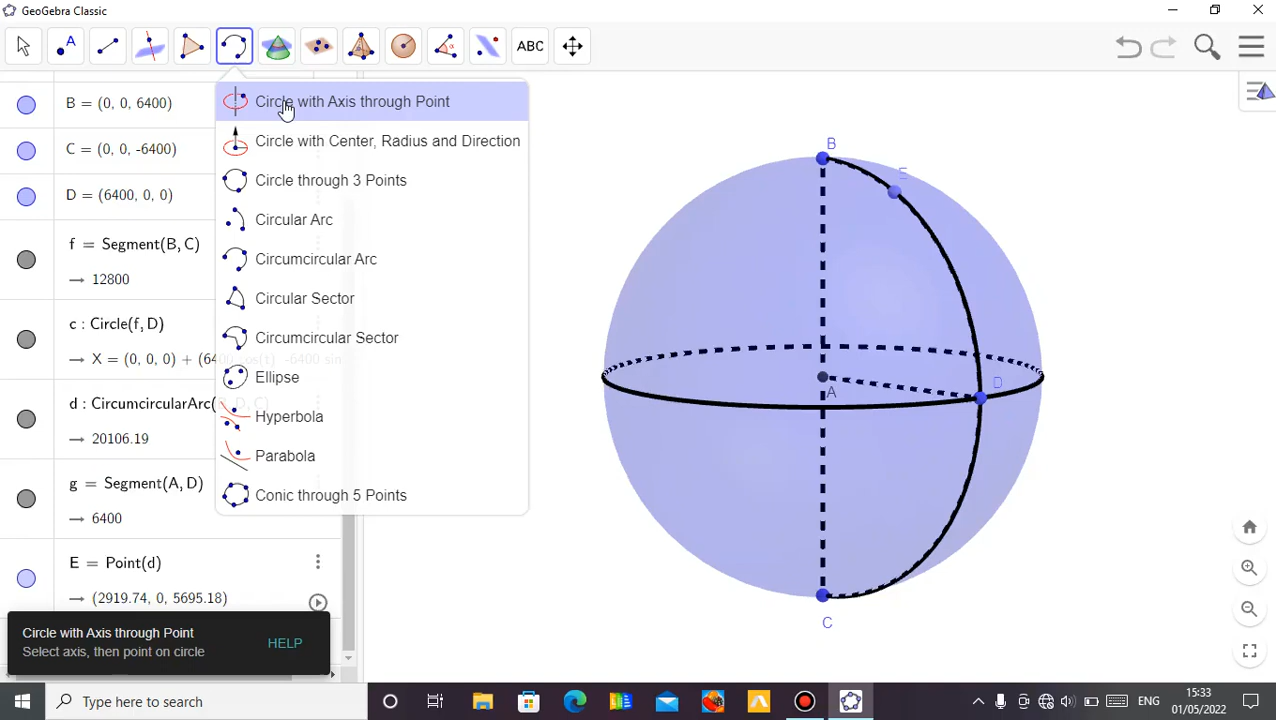 GeoGebra Classic
ABC
B = (0, 0, 6400)
C = (0, 0, -6400)
D = (6400, 0, 0)
f = Segment(B, C)
→ 12800
c : Circle(f, D)
→ X = (0, 0, 0) + (6400 cos(t), -6400 sin
d : CircumcircularArc(B, D, C)
→ 20106.19
g = Segment(A, D)
→ 6400
E = Point(d)
→ (2919.74, 0, 5695.18)
Circle with Axis through Point
Circle with Center, Radius and Direction
Circle through 3 Points
Circular Arc
Circumcircular Arc
Circular Sector
Circumcircular Sector
Ellipse
Hyperbola
Parabola
Conic through 5 Points
B
E
D
A
C
Circle with Axis through Point
Select axis, then point on circle
HELP
Type here to search
ENG
15:33
01/05/2022